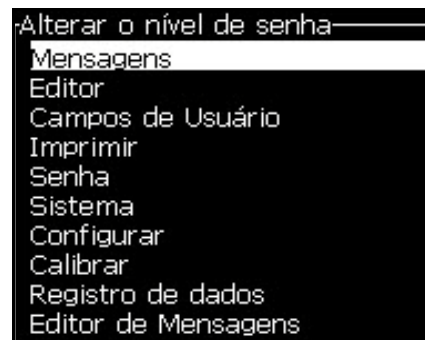 Alterar o nível de senha
Mensagens
Editor
Campos de Usuário
Imprimir
Senha
Sistema
Configurar
Calibrar
Registro de dados
Editor de Mensagens